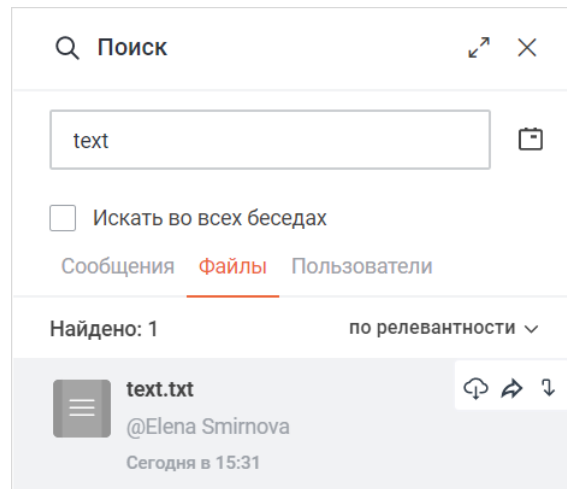 Поиск
text
Искать во всех беседах
Сообщения Файлы Пользователи
Найдено: 1 по релевантности
text.txt
@Elena Smirnova
Сегодня в 15:31